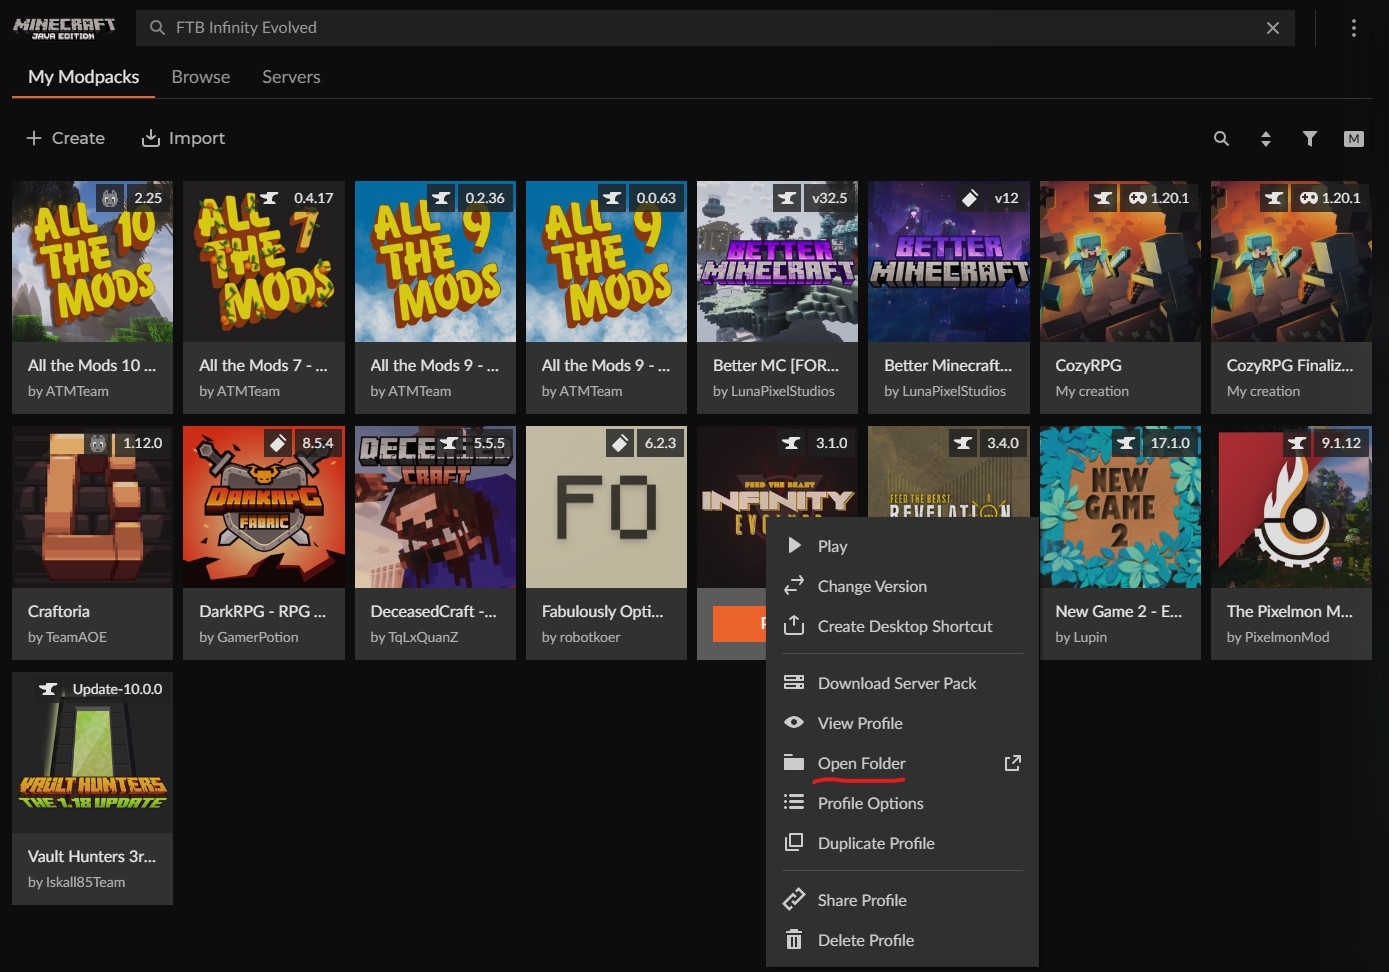 MINECRAFT
JAVA EDITION
FTB Infinity Evolved
My Modpacks
Browse
Servers
Create
Import
M
ALL THE 10 MODS
2.25
All the Mods 10 ...
by ATMTeam
ALL THE 7 MODS
0.4.17
All the Mods 7 - ...
by ATMTeam
ALL THE 9 MODS
0.2.36
All the Mods 9 - ...
by ATMTeam
ALL THE 9 MODS
0.0.63
All the Mods 9 - ...
by ATMTeam
v32.5
BETTER
MINECRAFT
Better MC [FOR...
by LunaPixelStudios
v12
BETTER
MINECRAFT
Better Minecraft...
by LunaPixelStudios
1.20.1
CozyRPG
My creation
1.20.1
CozyRPG Finaliz...
My creation
1.12.0
Craftoria
by TeamAOE
8.5.4
DARKRPG
FABRIC
DarkRPG - RPG ...
by GamerPotion
5.5.5
DECEASED
CRAFT
DeceasedCraft -...
by TqLxQuanZ
6.2.3
FO
Fabulously Opti...
by robotkoer
3.1.0
FEED THE BEAST
INFINITY
EVOLVED
3.4.0
FEED THE BEAST
REVELATION
17.1.0
NEW
GAME
2
New Game 2 - E...
by Lupin
9.1.12
The Pixelmon M...
by PixelmonMod
Update-10.0.0
VAULT HUNTERS
THE 1.18 UPDATE
Vault Hunters 3r...
by Iskall85Team
Play
Change Version
Create Desktop Shortcut
Download Server Pack
View Profile
Open Folder
Profile Options
Duplicate Profile
Share Profile
Delete Profile